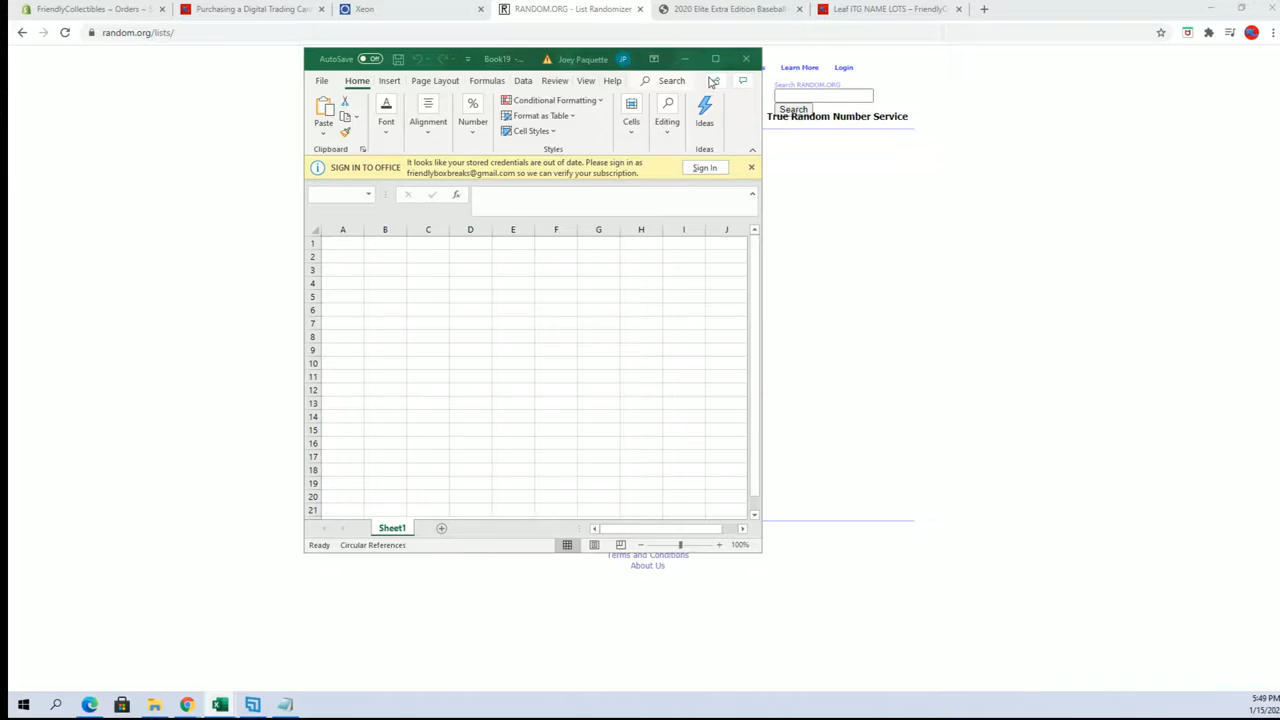 FriendlyCollectibles – Orders – S
Purchasing a Digital Trading Car
Xeon
RANDOM.ORG - List Randomizer
2020 Elite Extra Edition Baseball
Leaf ITG NAME LOTS – FriendlyC
random.org/lists/
AutoSave Off Book19 -... Joey Paquette JP
File Home Insert Page Layout Formulas Data Review View Help Search
Paste
Font
Alignment
Number
Conditional Formatting
Format as Table
Cell Styles
Cells
Editing
Ideas
Clipboard
Styles
Ideas
SIGN IN TO OFFICE
It looks like your stored credentials are out of date. Please sign in as
friendlyboxbreaks@gmail.com so we can verify your subscription.
Sign In
fx
A B C D E F G H I J
1
2
3
4
5
6
7
8
9
10
11
12
13
14
15
16
17
18
19
20
21
Sheet1
Ready Circular References 100%
Learn More Login
Search RANDOM.ORG
Search
True Random Number Service
Terms and Conditions
About Us
5:49 PM
1/15/202